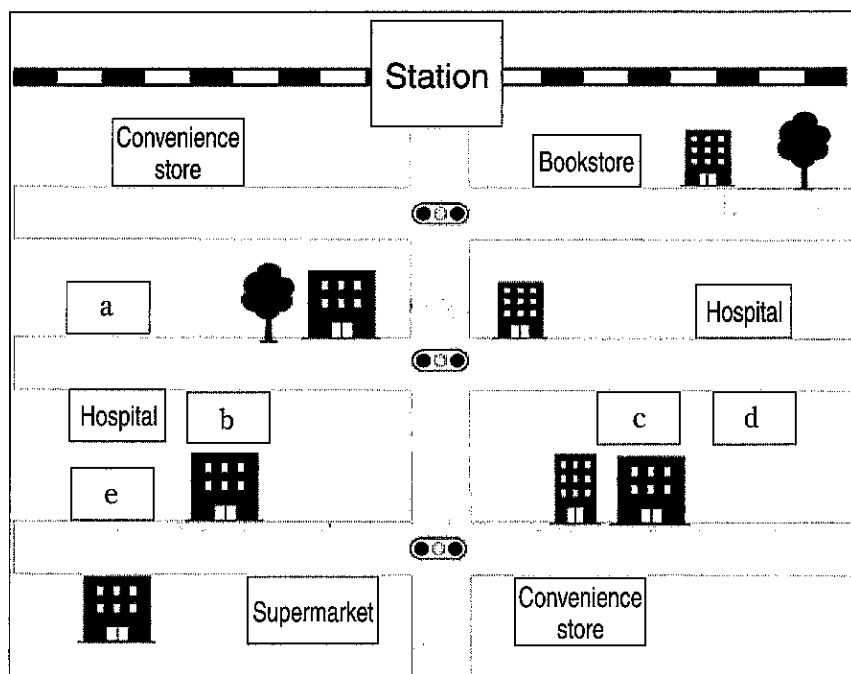 Station
Convenience
store
Bookstore
a
Hospital
Hospital
b
c
d
e
Supermarket
Convenience
store